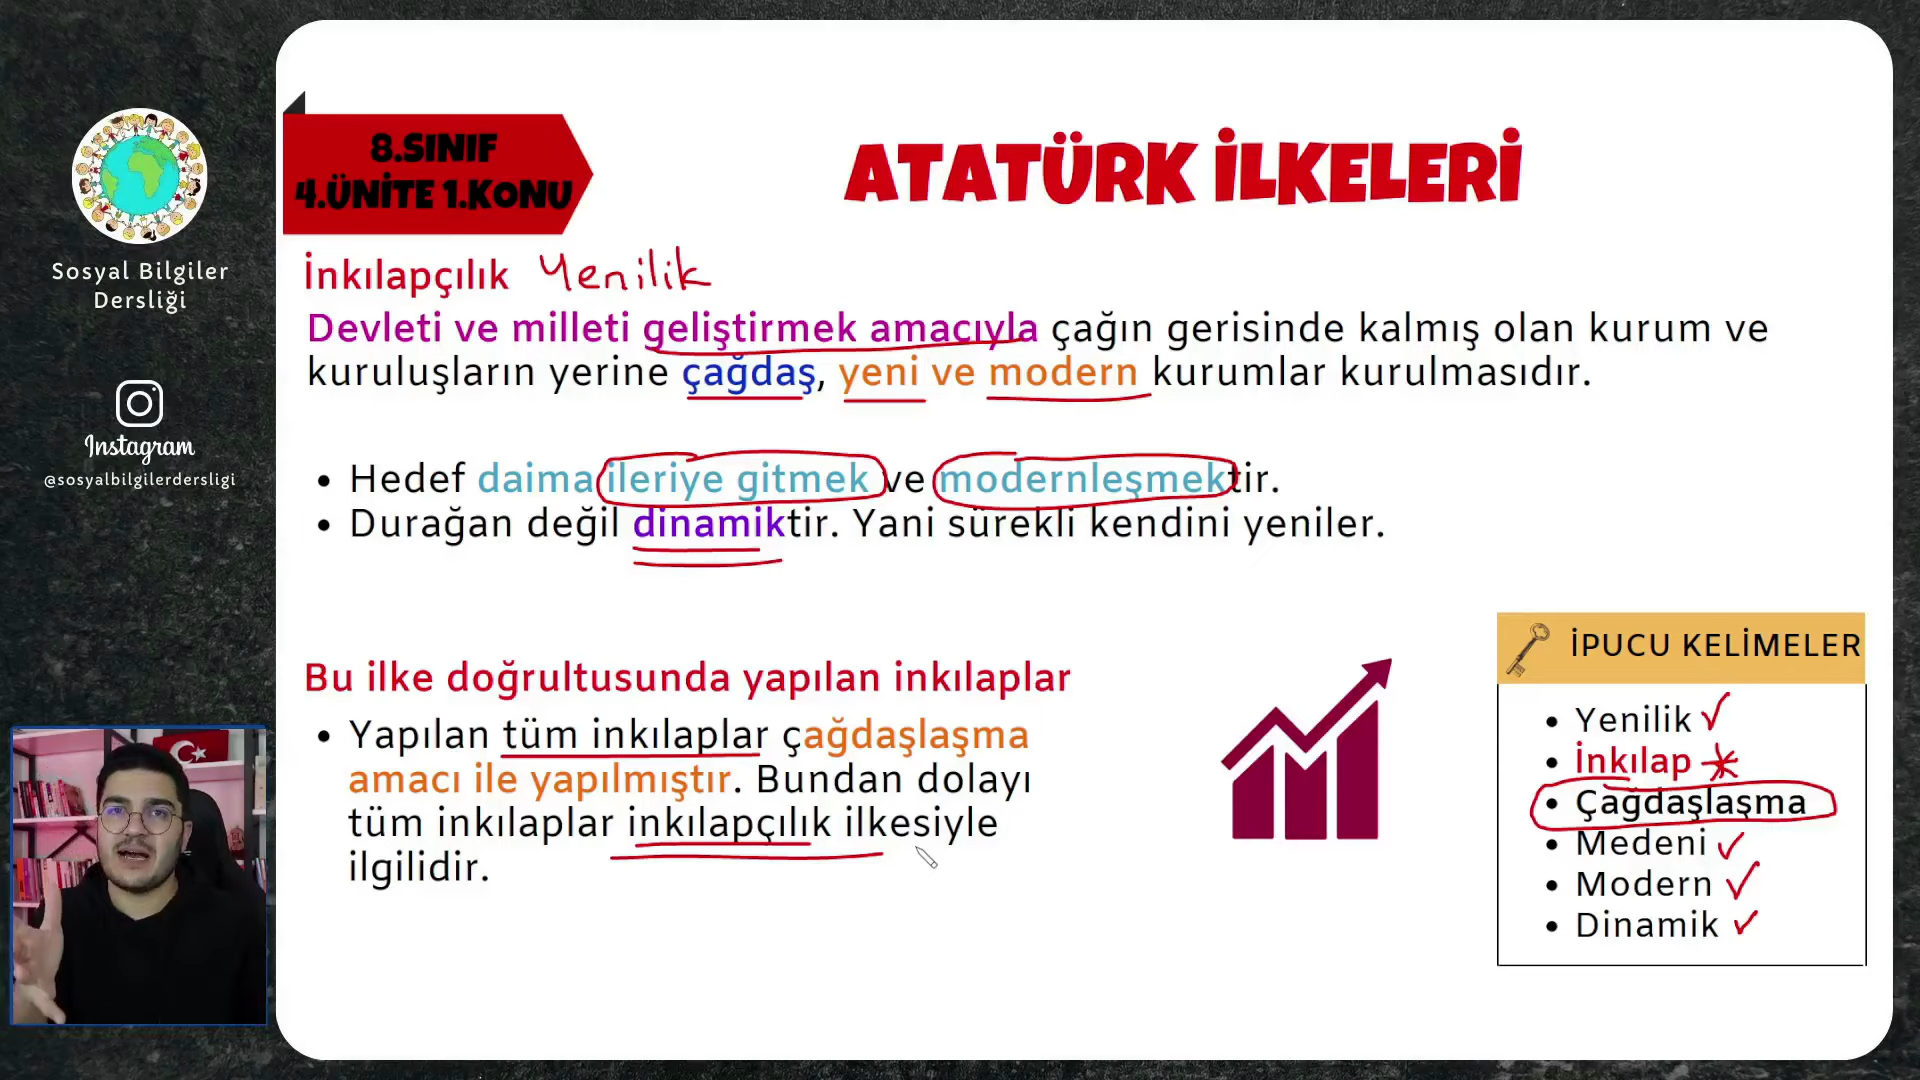 8.SINIF
4.ÜNİTE 1.KONU
ATATÜRK İLKELERİ
Sosyal Bilgiler
Dersliği
Instagram
@sosyalbilgilerdersligi
İnkılapçılık Yenilik
Devleti ve milleti geliştirmek amacıyla çağın gerisinde kalmış olan kurum ve
kuruluşların yerine çağdaş, yeni ve modern kurumlar kurulmasıdır.
• Hedef daima ileriye gitmek ve modernleşmektir.
• Durağan değil dinamiktir. Yani sürekli kendini yeniler.
Bu ilke doğrultusunda yapılan inkılaplar
• Yapılan tüm inkılaplar çağdaşlaşma
amacı ile yapılmıştır. Bundan dolayı
tüm inkılaplar inkılapçılık ilkesiyle
ilgilidir.
İPUCU KELİMELER
• Yenilik
• İnkılap
• Çağdaşlaşma
• Medeni
• Modern
• Dinamik